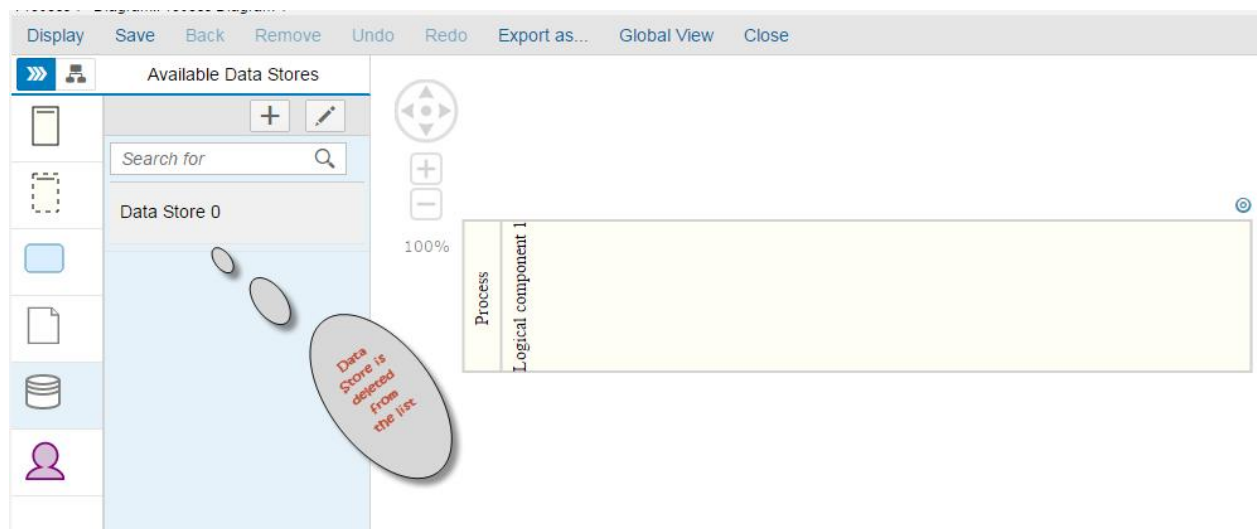 Display Save Back Remove Undo Redo Export as... Global View Close
Available Data Stores
Search for
Data Store 0
100%
Process
Logical component 1
Data
Store is
deleted
from
the list